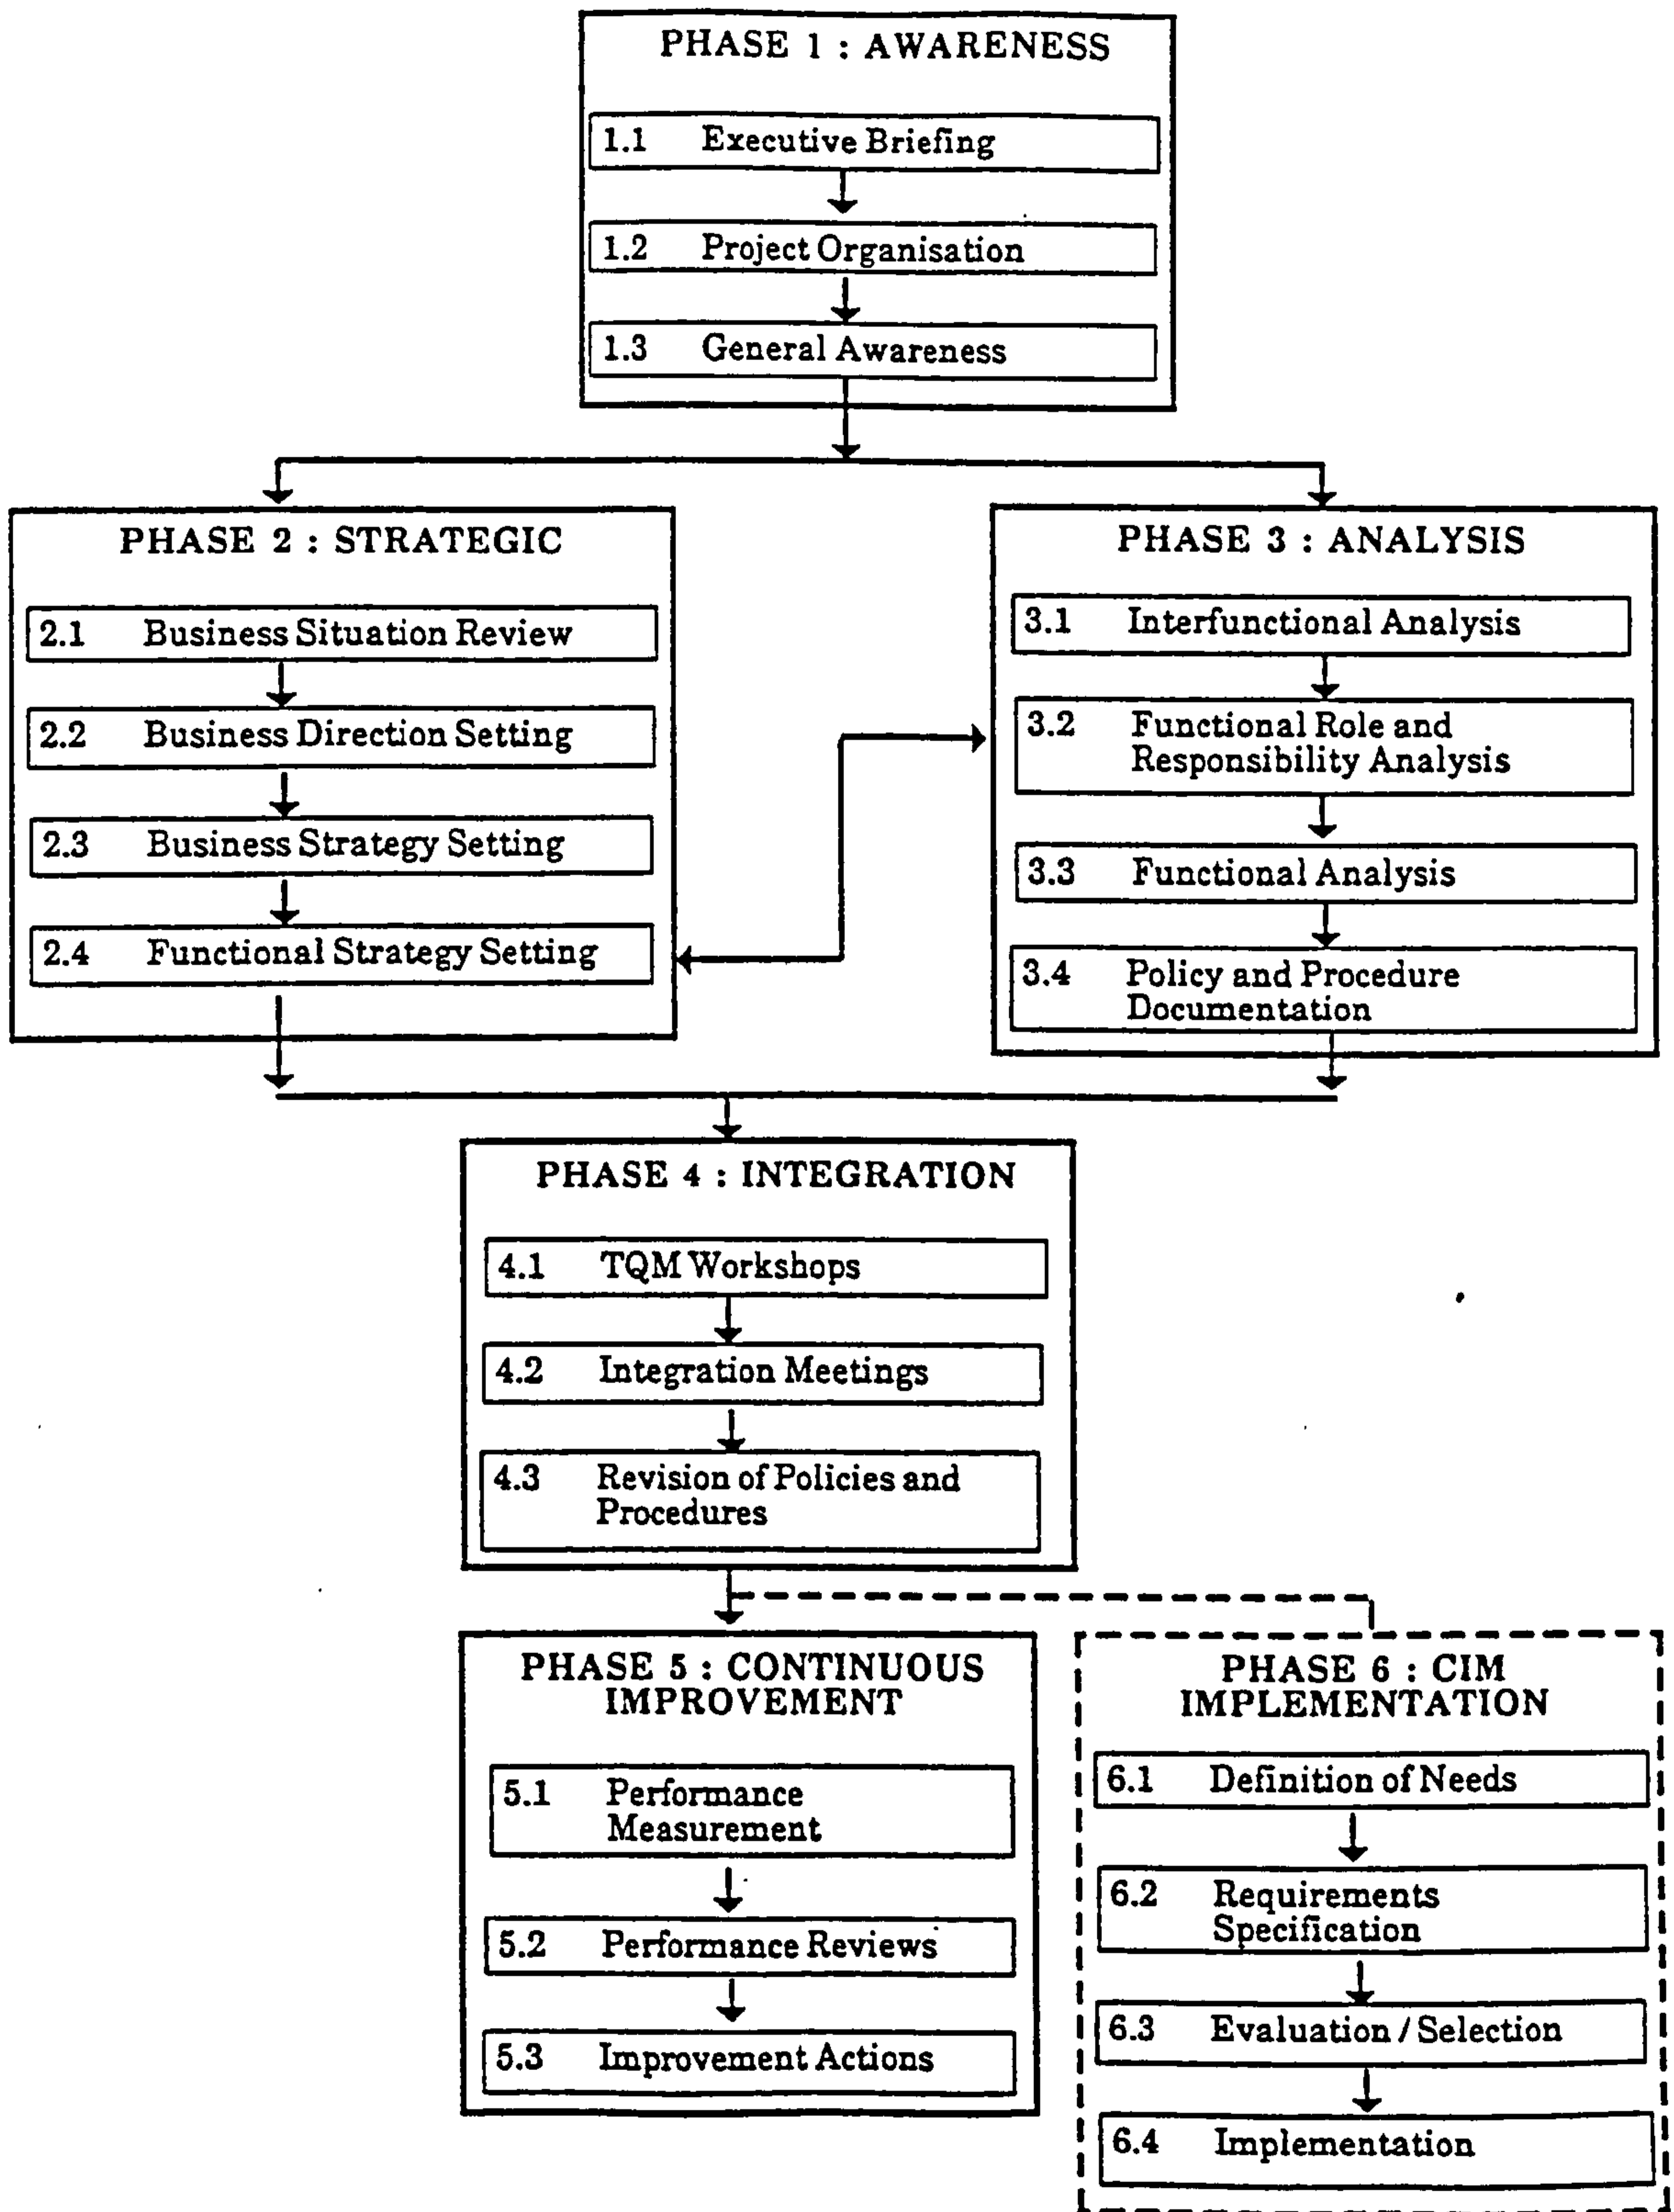 PHASE 1 : AWARENESS
1.1 Executive Briefing
1.2 Project Organisation
1.3 General Awareness
PHASE 2 : STRATEGIC
2.1 Business Situation Review
2.2 Business Direction Setting
2.3 Business Strategy Setting
2.4 Functional Strategy Setting
PHASE 3 : ANALYSIS
3.1 Interfunctional Analysis
3.2 Functional Role and
Responsibility Analysis
3.3 Functional Analysis
3.4 Policy and Procedure
Documentation
PHASE 4 : INTEGRATION
4.1 TQM Workshops
4.2 Integration Meetings
4.3 Revision of Policies and
Procedures
PHASE 5 : CONTINUOUS
IMPROVEMENT
5.1 Performance
Measurement
5.2 Performance Reviews
5.3 Improvement Actions
PHASE 6 : CIM
IMPLEMENTATION
6.1 Definition of Needs
6.2 Requirements
Specification
6.3 Evaluation / Selection
6.4 Implementation